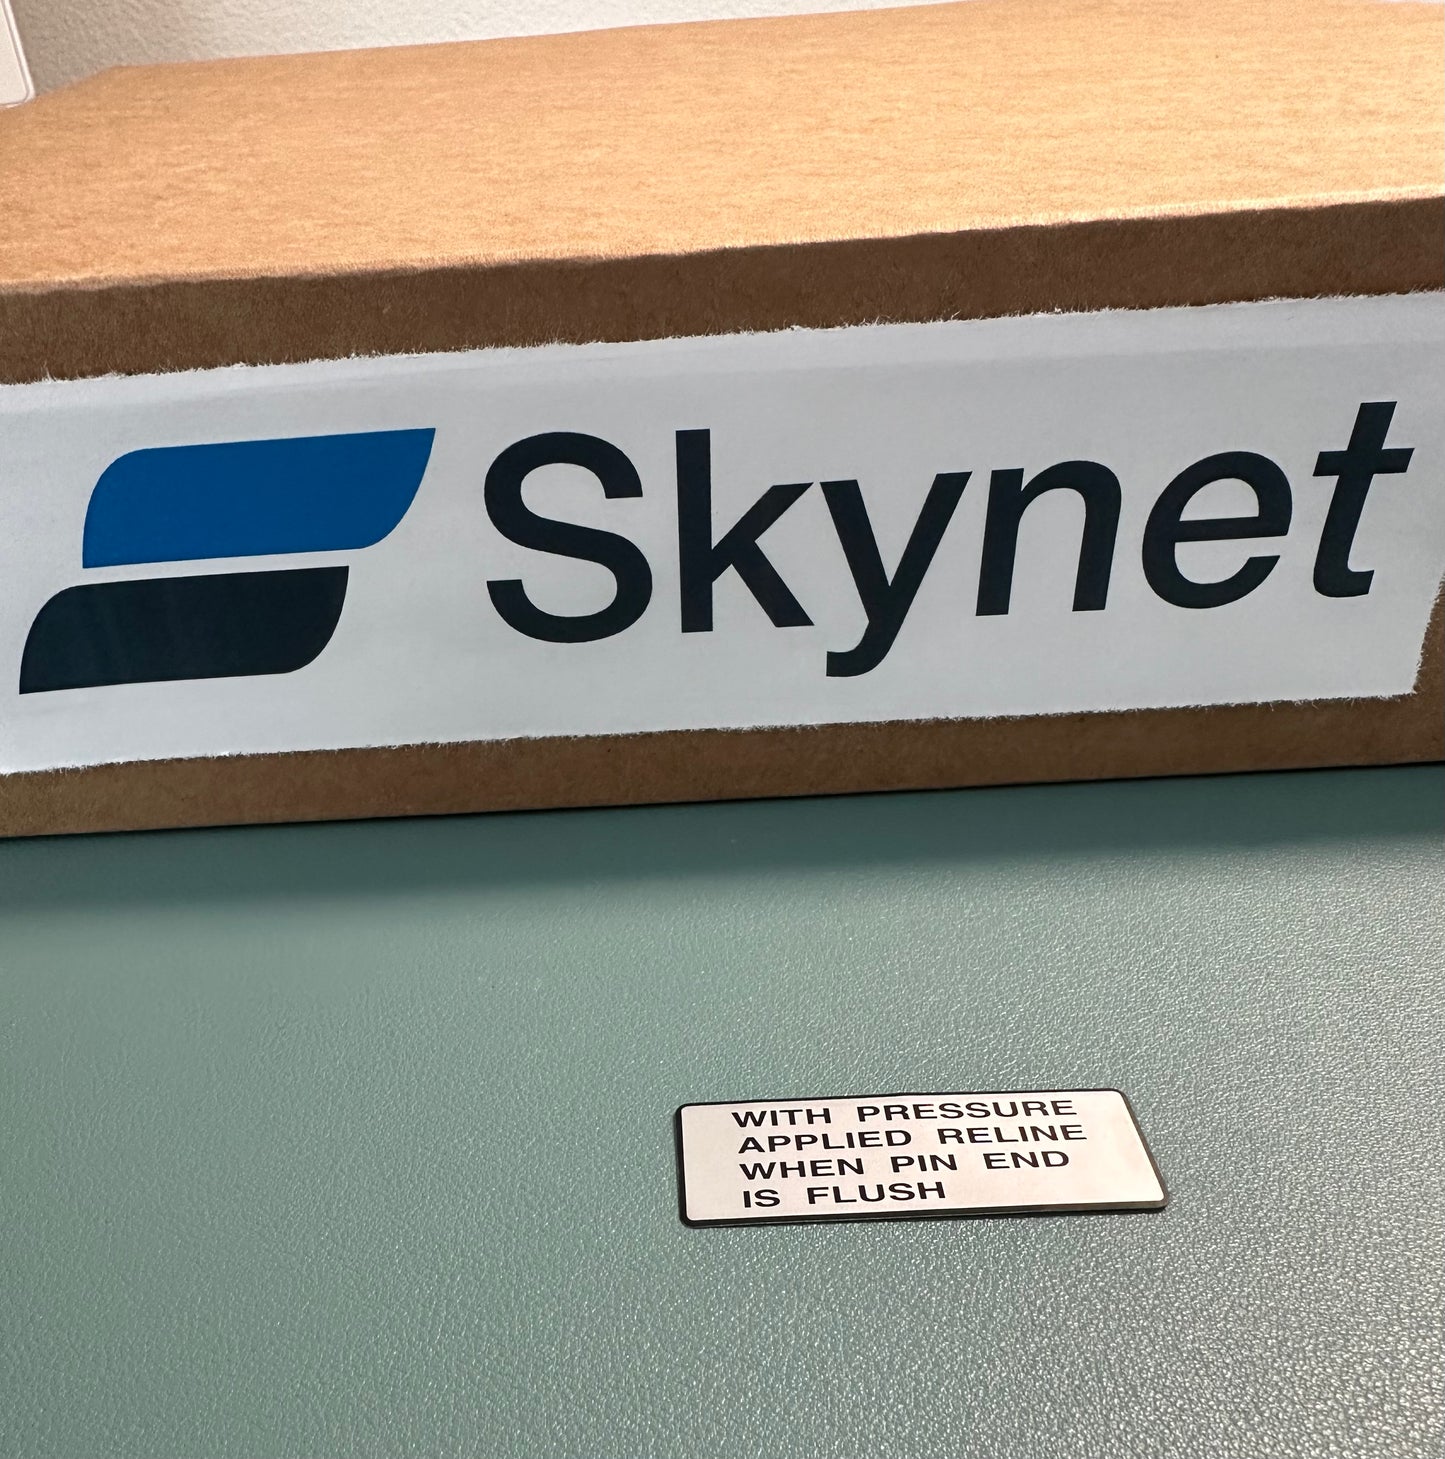 Skynet
WITH PRESSURE
APPLIED RELINE
WHEN PIN END
IS FLUSH